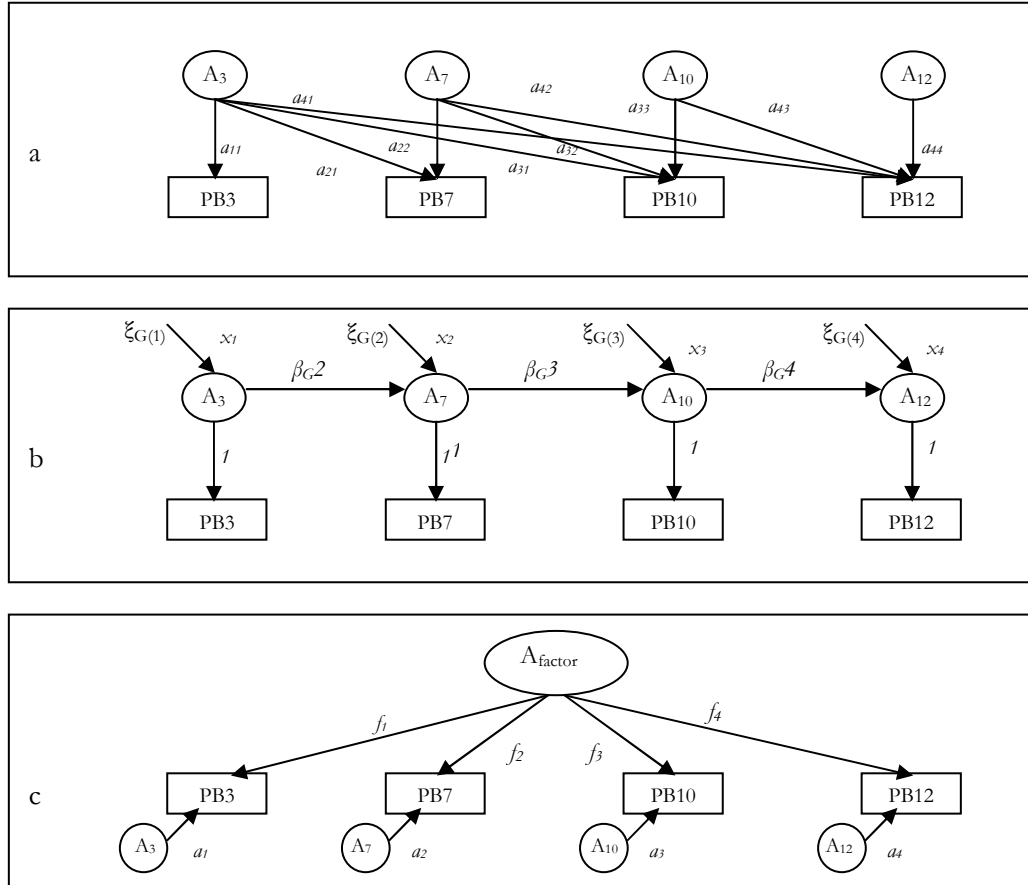 A3 A7 A10 A12
a41 a42 a33 a43
a11 a22 a32 a44
a
a21 a31
PB3 PB7 PB10 PB12
ξG(1) x1 ξG(2) x2 ξG(3) x3 ξG(4) x4
βG2 βG3 βG4
A3 A7 A10 A12
b
1 1 1 1 1
PB3 PB7 PB10 PB12
Afactor
f1 f4
f2 f3
c
PB3 PB7 PB10 PB12
A3 a1 A7 a2 A10 a3 A12 a4